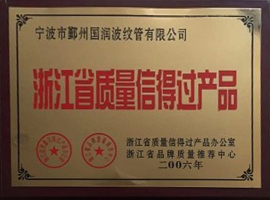 宁波市鄞州国润波纹管有限公司
浙江省质量信得过产品
浙江省质量信得过产品办公室
浙江省品牌质量推荐中心
二00六年